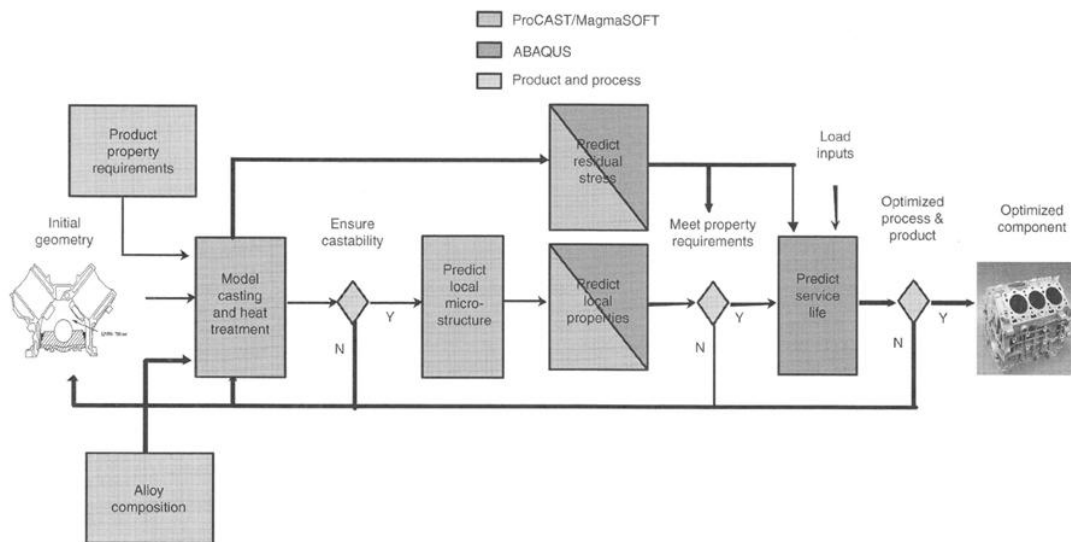 ProCAST/MagmaSOFT
ABAQUS
Product and process
Product
property
requirements
Initial
geometry
Model
casting
and heat
treatment
Alloy
composition
Ensure
castability
Y
N
Predict
local
micro-
structure
Predict
residual
stress
Predict
local
properties
Meet property
requirements
Y
N
Load
inputs
Predict
service
life
Optimized
process &
product
Y
N
Optimized
component